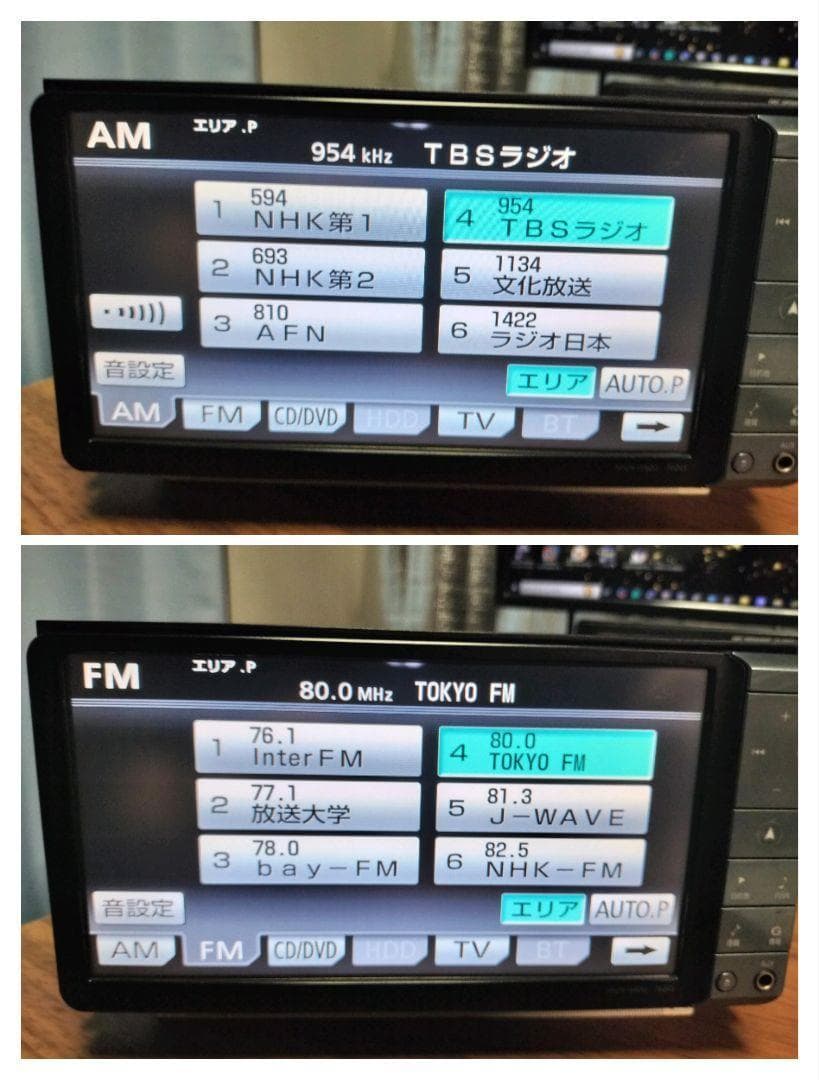 AM
エリア.P
954 kHz TBSラジオ
1 594 NHK第1
2 693 NHK第2
3 810 AFN
4 954 TBSラジオ
5 1134 文化放送
6 1422 ラジオ日本
音設定
エリア AUTO.P
AM FM CD/DVD HDD TV BT
AUX
FM
エリア.P
80.0 MHz TOKYO FM
1 76.1 InterFM
2 77.1 放送大学
3 78.0 bay-FM
4 80.0 TOKYO FM
5 81.3 J-WAVE
6 82.5 NHK-FM
音設定
エリア AUTO.P
AM FM CD/DVD HDD TV BT